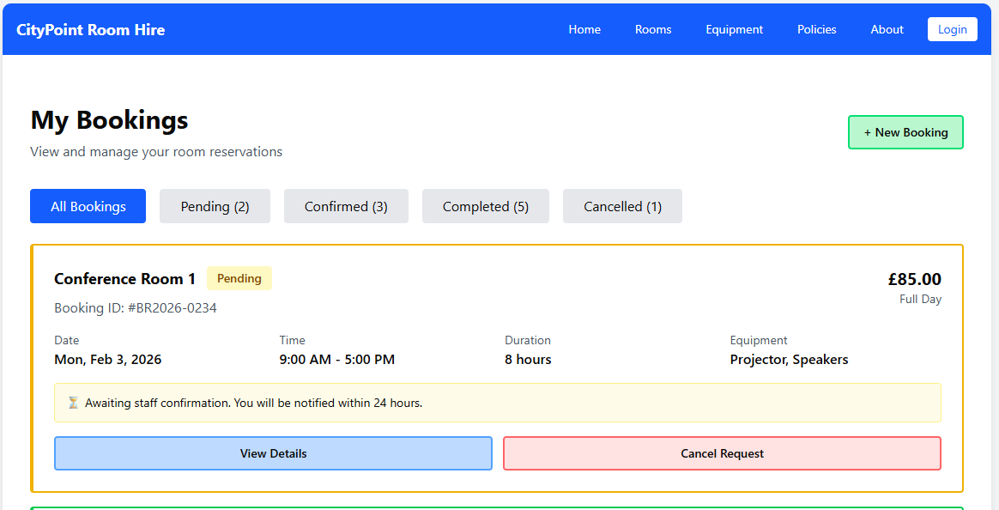 CityPoint Room Hire Home Rooms Equipment Policies About Login
My Bookings
View and manage your room reservations
+ New Booking
All Bookings Pending (2) Confirmed (3) Completed (5) Cancelled (1)
Conference Room 1 Pending £85.00
Booking ID: #BR2026-0234 Full Day
Date Time Duration Equipment
Mon, Feb 3, 2026 9:00 AM - 5:00 PM 8 hours Projector, Speakers
⏳ Awaiting staff confirmation. You will be notified within 24 hours.
View Details Cancel Request